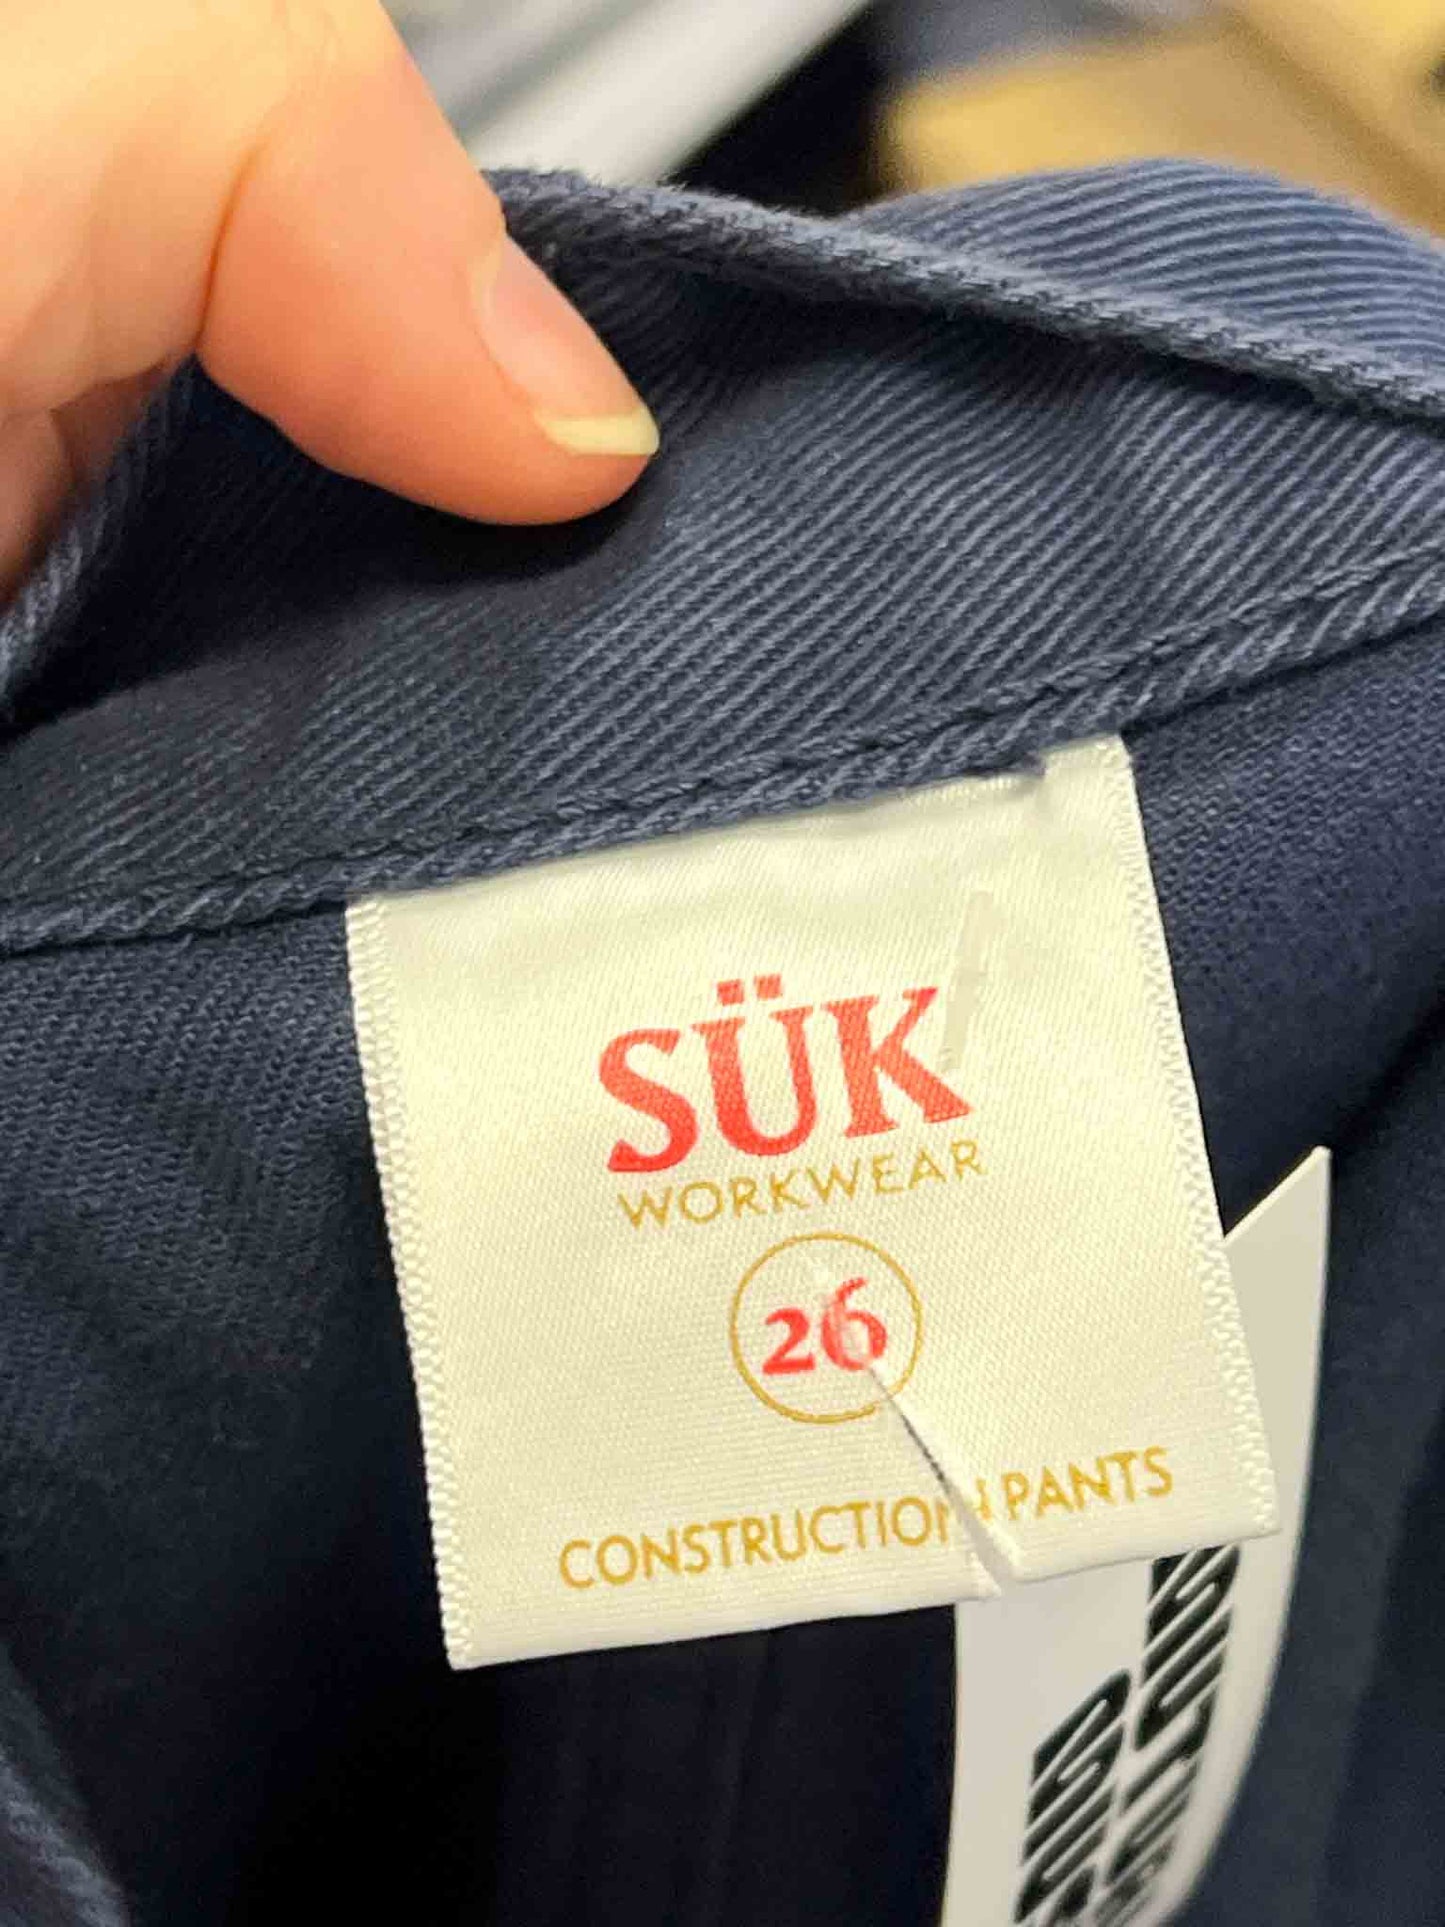 SÜK
WORKWEAR
26
CONSTRUCTION PANTS